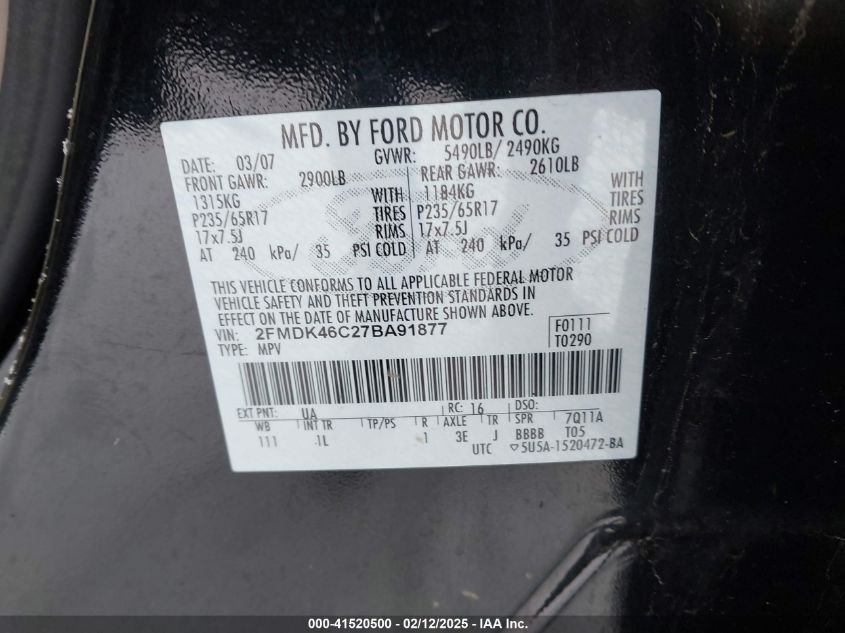 MFD. BY FORD MOTOR CO.
DATE: 03/07 GVWR: 5490LB/ 2490KG
FRONT GAWR: 2900LB REAR GAWR: 2610LB
1315KG WITH 1184KG WITH
P235/65R17 TIRES P235/65R17 TIRES
17x7.5J RIMS 17x7.5J RIMS
AT 240 kPa/ 35 PSI COLD AT 240 kPa/ 35 PSI COLD
THIS VEHICLE CONFORMS TO ALL APPLICABLE FEDERAL MOTOR
VEHICLE SAFETY AND THEFT PREVENTION STANDARDS IN
EFFECT ON THE DATE OF MANUFACTURE SHOWN ABOVE.
VIN: 2FMDK46C27BA91877 F0111
TYPE: MPV T0290
EXT PNT: UA RC: 16 DSO:
WB INT TR TP/PS R AXLE TR SPR 7Q11A
111 1L 1 3E J BBBB T05
UTC ▽5U5A-1520472-BA
000-41520500 - 02/12/2025 - IAA Inc.